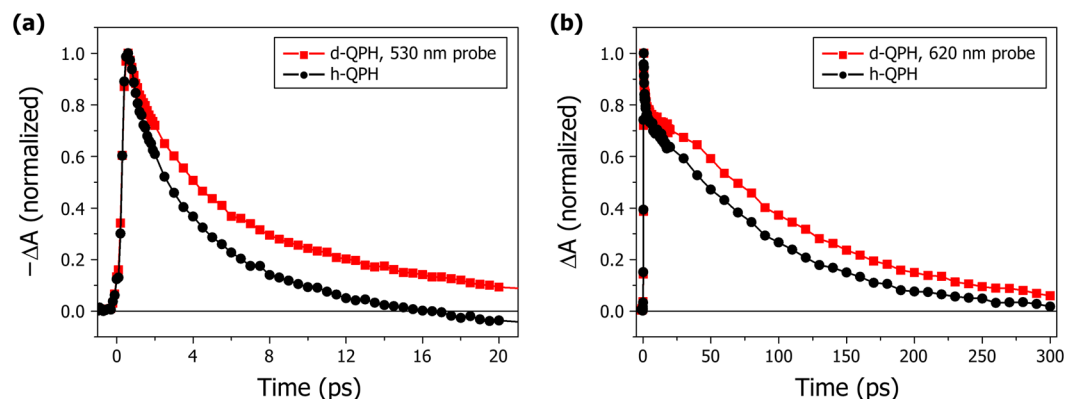 (a)
−ΔA (normalized)
1.0
0.8
0.6
0.4
0.2
0.0
d-QPH, 530 nm probe
h-QPH
0 4 8 12 16 20
Time (ps)
(b)
ΔA (normalized)
1.0
0.8
0.6
0.4
0.2
0.0
d-QPH, 620 nm probe
h-QPH
0 50 100 150 200 250 300
Time (ps)